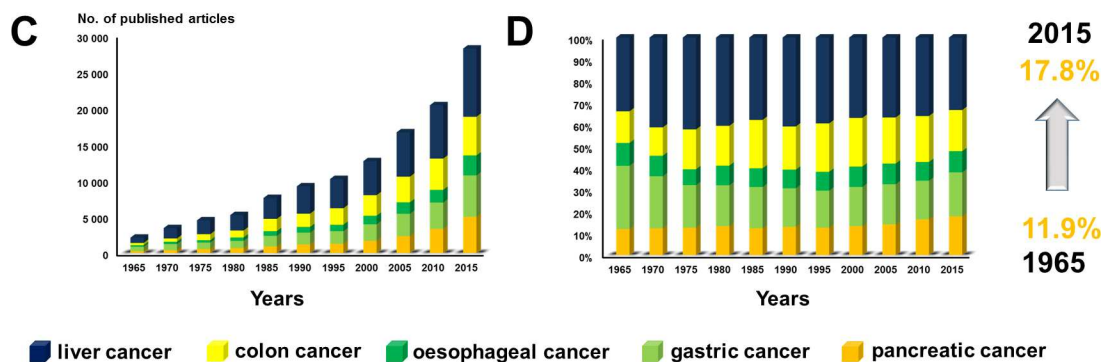 C
No. of published articles
30 000
25 000
20 000
15 000
10 000
5 000
0
1965 1970 1975 1980 1985 1990 1995 2000 2005 2010 2015
Years
D
100%
90%
80%
70%
60%
50%
40%
30%
20%
10%
0%
1965 1970 1975 1980 1985 1990 1995 2000 2005 2010 2015
Years
2015
17.8%
11.9%
1965
liver cancer colon cancer oesophageal cancer gastric cancer pancreatic cancer